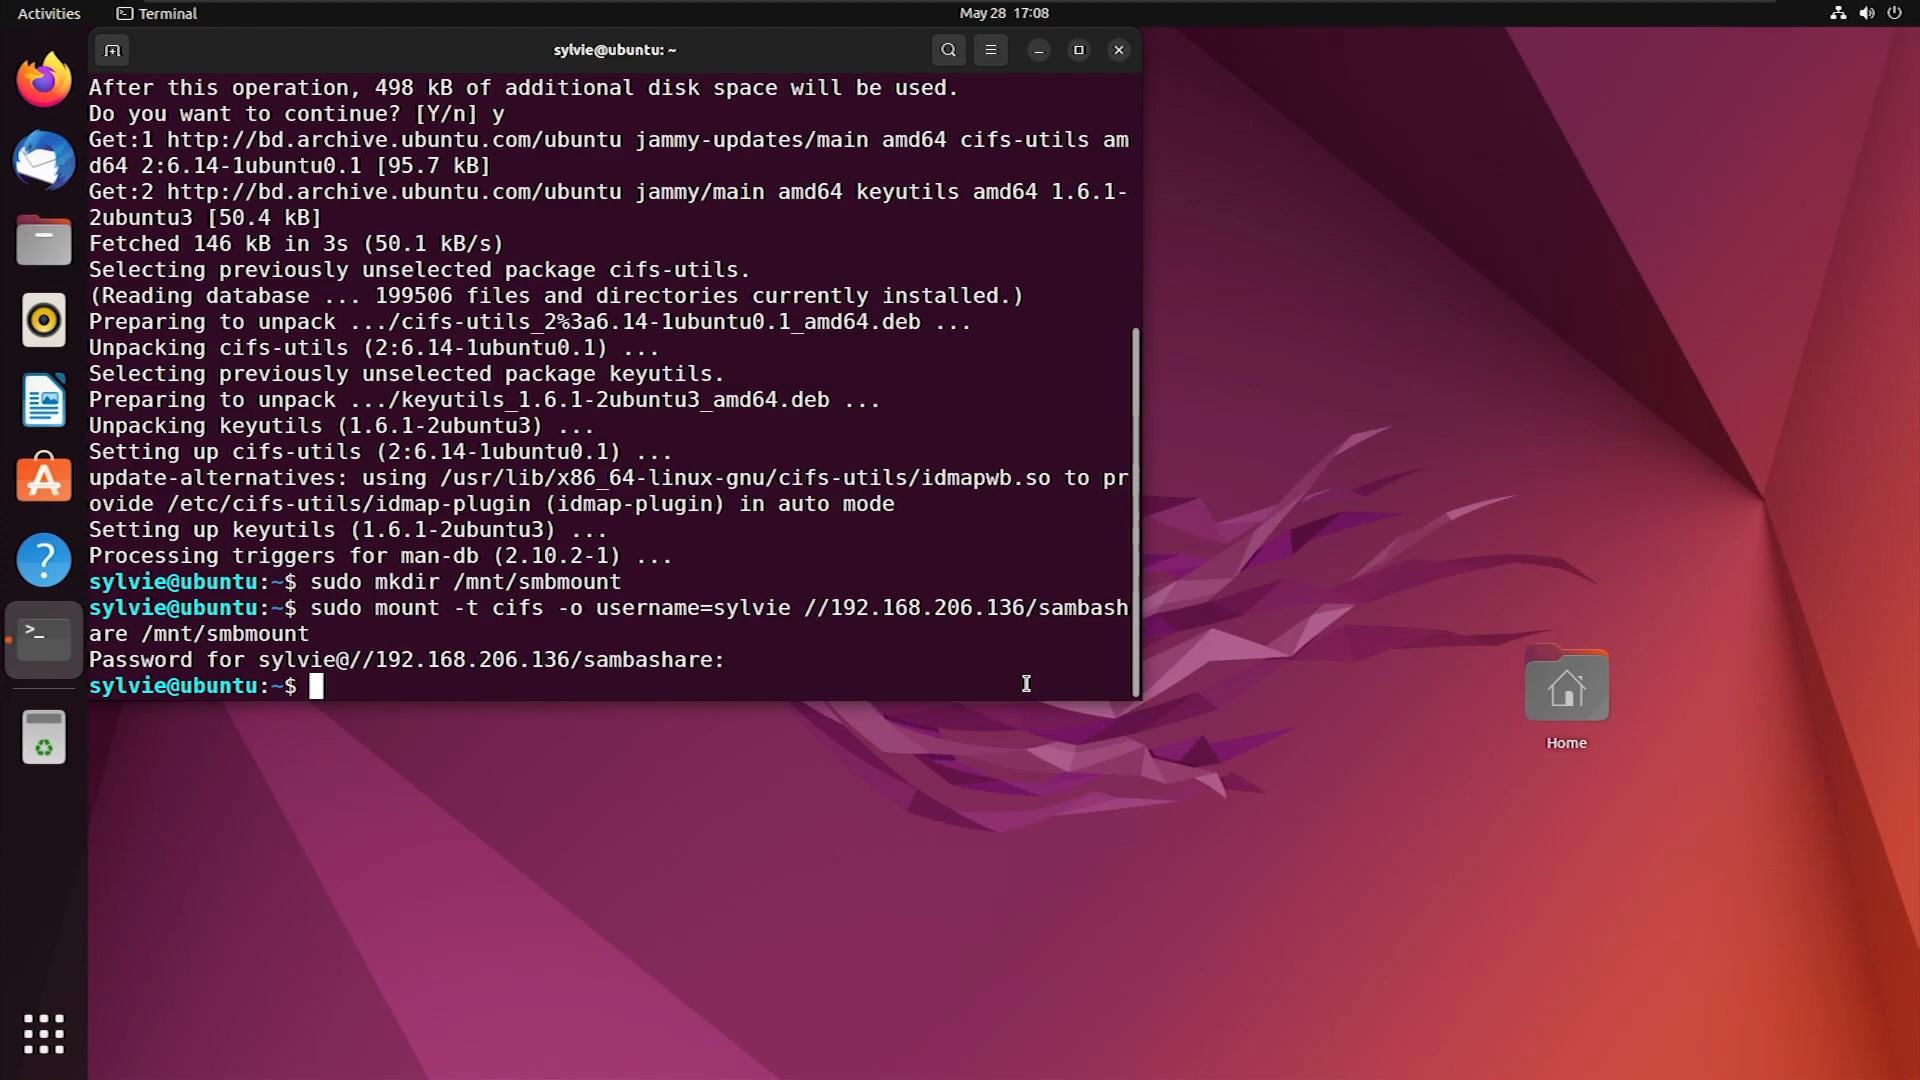 Activities Terminal May 28 17:08
sylvie@ubuntu: ~
After this operation, 498 kB of additional disk space will be used.
Do you want to continue? [Y/n] y
Get:1 http://bd.archive.ubuntu.com/ubuntu jammy-updates/main amd64 cifs-utils am
d64 2:6.14-1ubuntu0.1 [95.7 kB]
Get:2 http://bd.archive.ubuntu.com/ubuntu jammy/main amd64 keyutils amd64 1.6.1-
2ubuntu3 [50.4 kB]
Fetched 146 kB in 3s (50.1 kB/s)
Selecting previously unselected package cifs-utils.
(Reading database ... 199506 files and directories currently installed.)
Preparing to unpack .../cifs-utils_2%3a6.14-1ubuntu0.1_amd64.deb ...
Unpacking cifs-utils (2:6.14-1ubuntu0.1) ...
Selecting previously unselected package keyutils.
Preparing to unpack .../keyutils_1.6.1-2ubuntu3_amd64.deb ...
Unpacking keyutils (1.6.1-2ubuntu3) ...
Setting up cifs-utils (2:6.14-1ubuntu0.1) ...
update-alternatives: using /usr/lib/x86_64-linux-gnu/cifs-utils/idmapwb.so to pr
ovide /etc/cifs-utils/idmap-plugin (idmap-plugin) in auto mode
Setting up keyutils (1.6.1-2ubuntu3) ...
Processing triggers for man-db (2.10.2-1) ...
sylvie@ubuntu:~$ sudo mkdir /mnt/smbmount
sylvie@ubuntu:~$ sudo mount -t cifs -o username=sylvie //192.168.206.136/sambash
are /mnt/smbmount
Password for sylvie@//192.168.206.136/sambashare:
sylvie@ubuntu:~$
Home